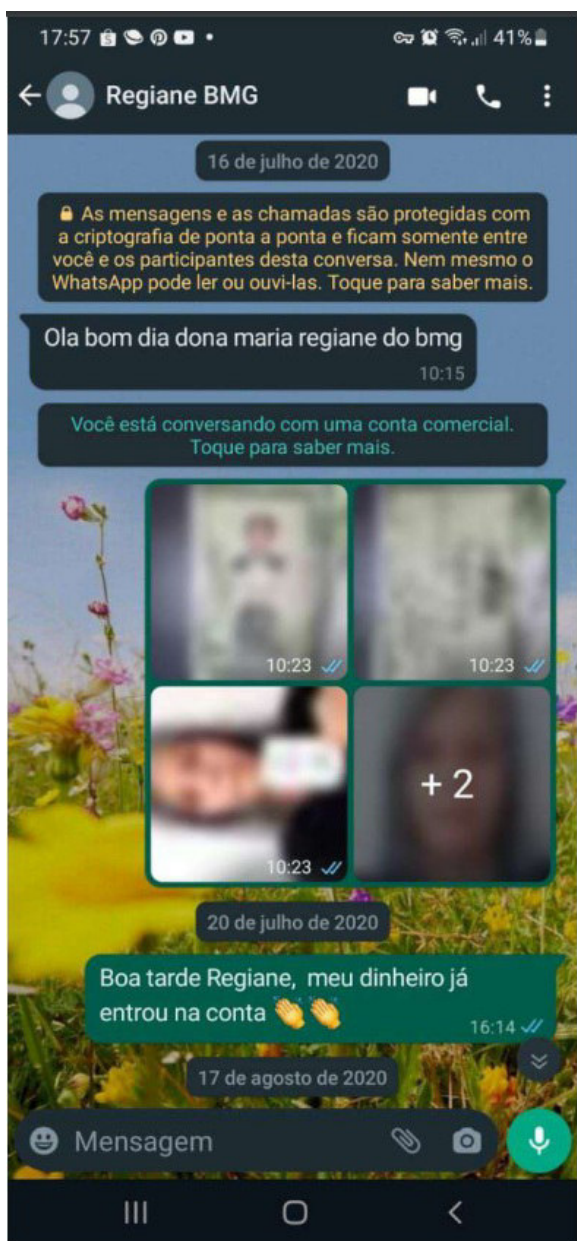 17:57
41%
Regiane BMG
16 de julho de 2020
As mensagens e as chamadas são protegidas com
a criptografia de ponta a ponta e ficam somente entre
você e os participantes desta conversa. Nem mesmo o
WhatsApp pode ler ou ouvi-las. Toque para saber mais.
Ola bom dia dona maria regiane do bmg
10:15
Você está conversando com uma conta comercial.
Toque para saber mais.
10:23
10:23
10:23
+ 2
20 de julho de 2020
Boa tarde Regiane, meu dinheiro já
entrou na conta 👏👏
16:14
17 de agosto de 2020
Mensagem